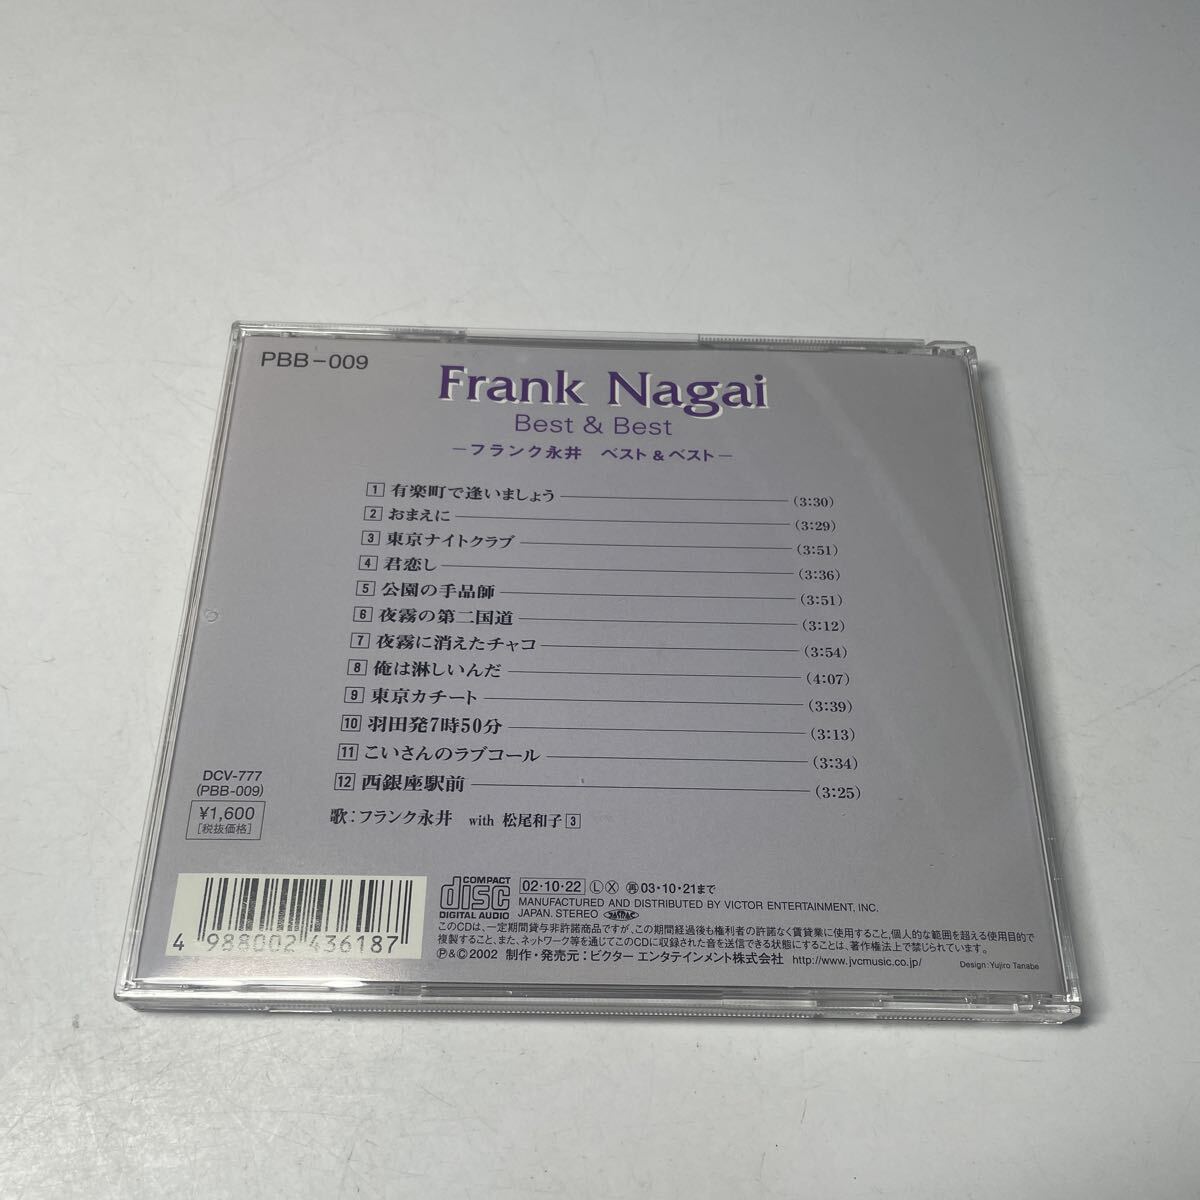 PBB-009
Frank Nagai
Best & Best
－フランク永井　ベスト＆ベスト－
1 有楽町で逢いましょう (3:30)
2 おまえに (3:29)
3 東京ナイトクラブ (3:51)
4 君恋し (3:36)
5 公園の手品師 (3:51)
6 夜霧の第二国道 (3:12)
7 夜霧に消えたチャコ (3:54)
8 俺は淋しいんだ (4:07)
9 東京カチート (3:39)
10 羽田発7時50分 (3:13)
11 こいさんのラブコール (3:34)
12 西銀座駅前 (3:25)
歌：フランク永井　with 松尾和子3
DCV-777
(PBB-009)
¥1,600
[税抜価格]
4 988002 436187
COMPACT
disc
DIGITAL AUDIO
02・10・22 Ⓛ Ⓧ ㊞03・10・21まで
MANUFACTURED AND DISTRIBUTED BY VICTOR ENTERTAINMENT, INC.
JAPAN. STEREO JASRAC
このCDは、一定期間貸与非許諾商品ですが、この期間経過後も権利者の許諾なく賃貸業に使用すること、個人的な範囲を超える使用目的で
複製すること、また、ネットワーク等を通じてこのCDに収録された音を送信できる状態にすることは、著作権法上で禁じられています。
Ⓟ&©2002 制作・発売元：ビクター エンタテインメント株式会社 http://www.jvcmusic.co.jp/ Design: Yujiro Tanabe